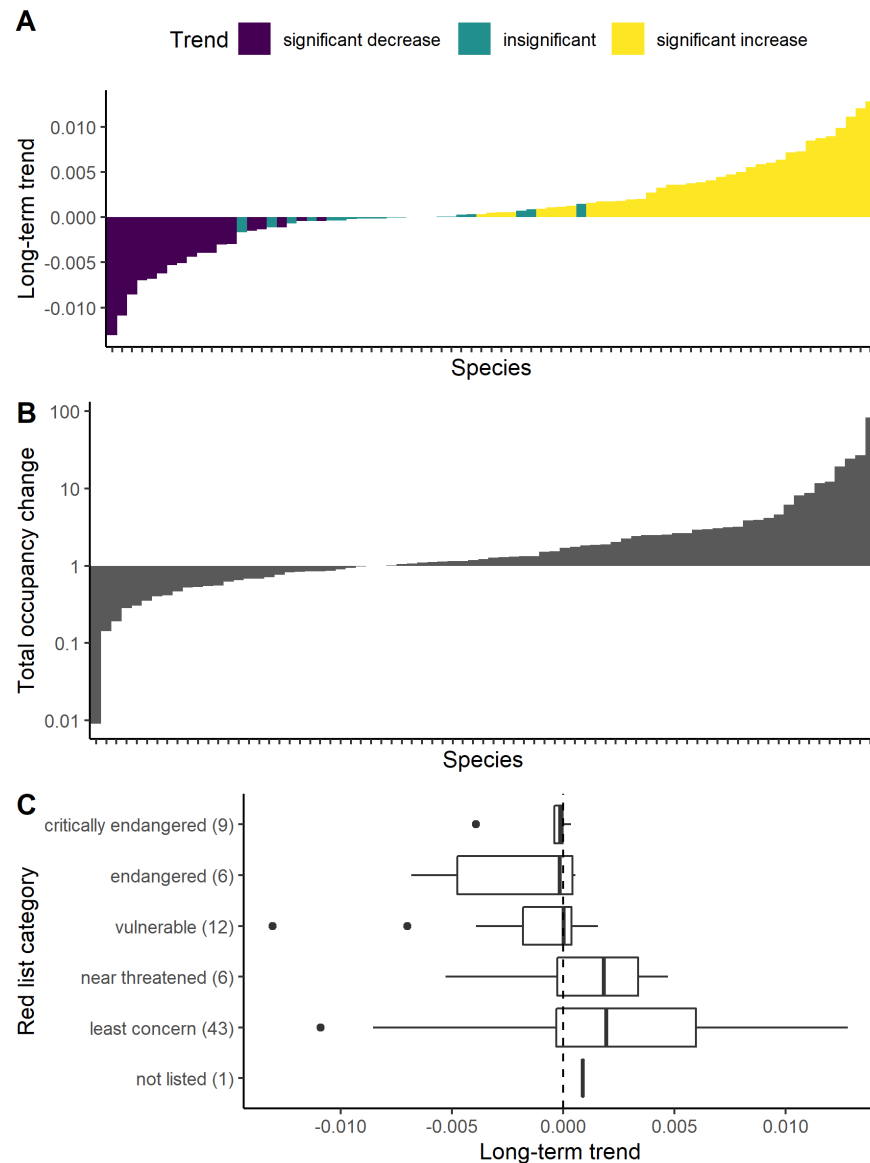 A
Trend significant decrease insignificant significant increase
Long-term trend
0.010
0.005
0.000
-0.005
-0.010
Species
B
Total occupancy change
100
10
1
0.1
0.01
Species
C
Red list category
critically endangered (9)
endangered (6)
vulnerable (12)
near threatened (6)
least concern (43)
not listed (1)
-0.010 -0.005 0.000 0.005 0.010
Long-term trend